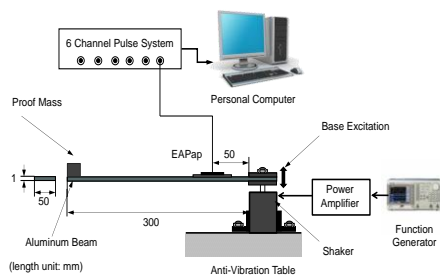 6 Channel Pulse System
Personal Computer
Proof Mass
EAPap
50
Base Excitation
1
50
300
Power
Amplifier
Aluminum Beam
Function
Generator
Shaker
(length unit: mm)
Anti-Vibration Table